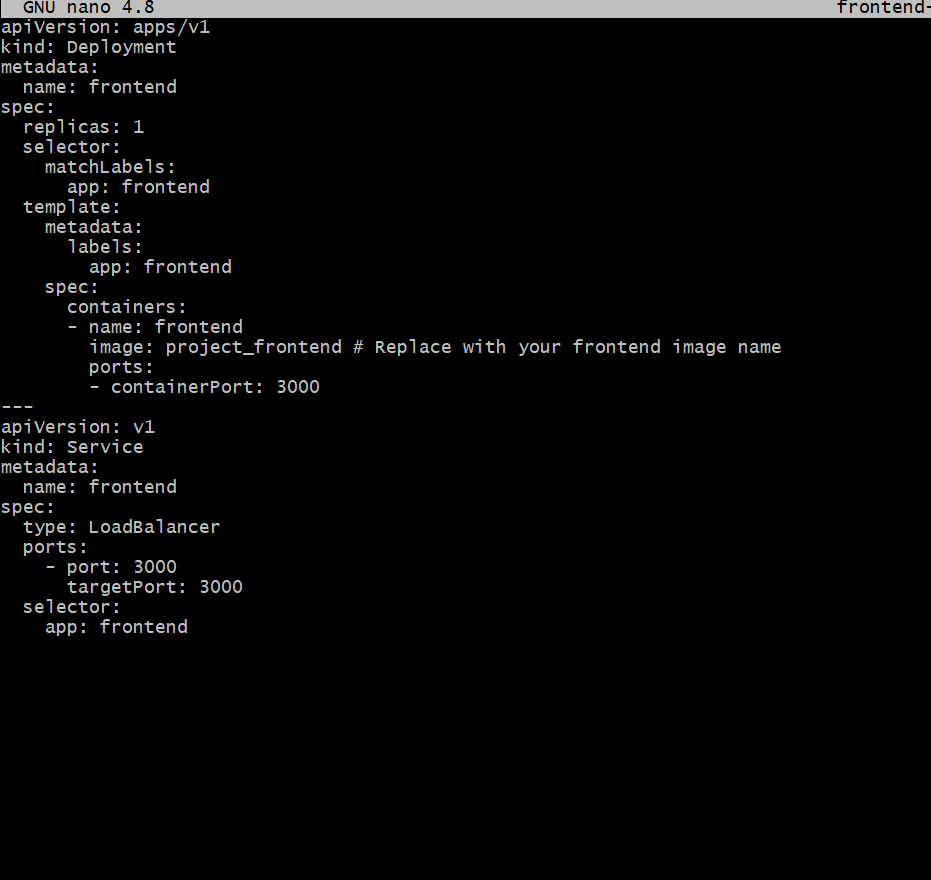 GNU nano 4.8 frontend-
apiVersion: apps/v1
kind: Deployment
metadata:
  name: frontend
spec:
  replicas: 1
  selector:
    matchLabels:
      app: frontend
  template:
    metadata:
      labels:
        app: frontend
    spec:
      containers:
      - name: frontend
        image: project_frontend # Replace with your frontend image name
        ports:
        - containerPort: 3000
---
apiVersion: v1
kind: Service
metadata:
  name: frontend
spec:
  type: LoadBalancer
  ports:
    - port: 3000
      targetPort: 3000
  selector:
    app: frontend